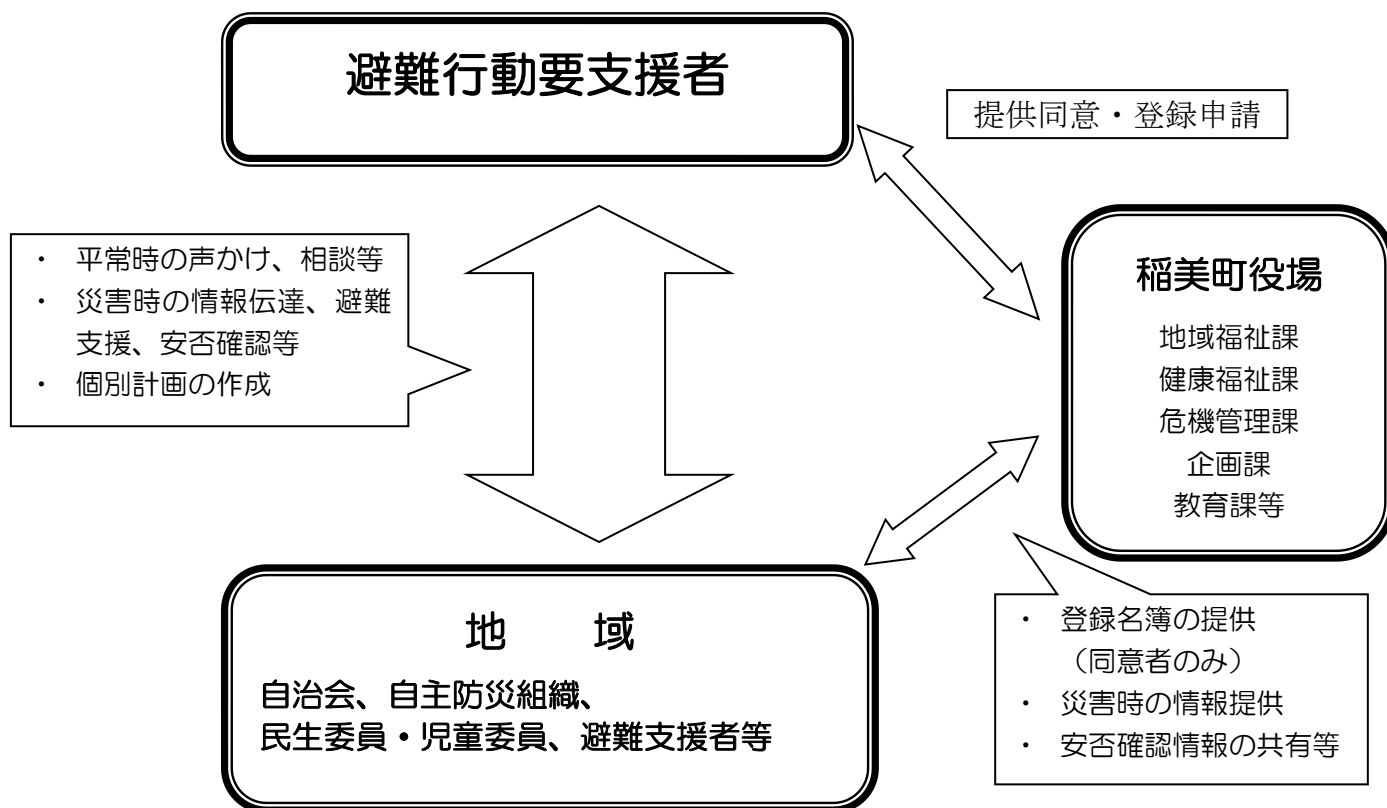 避難行動要支援者
提供同意・登録申請
・ 平常時の声かけ、相談等
・ 災害時の情報伝達、避難
支援、安否確認等
・ 個別計画の作成
稲美町役場
地域福祉課
健康福祉課
危機管理課
企画課
教育課等
地 域
自治会、自主防災組織、
民生委員・児童委員、避難支援者等
・ 登録名簿の提供
（同意者のみ）
・ 災害時の情報提供
・ 安否確認情報の共有等